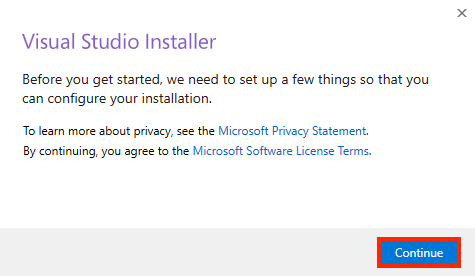 Visual Studio Installer
Before you get started, we need to set up a few things so that you
can configure your installation.
To learn more about privacy, see the Microsoft Privacy Statement.
By continuing, you agree to the Microsoft Software License Terms.
Continue